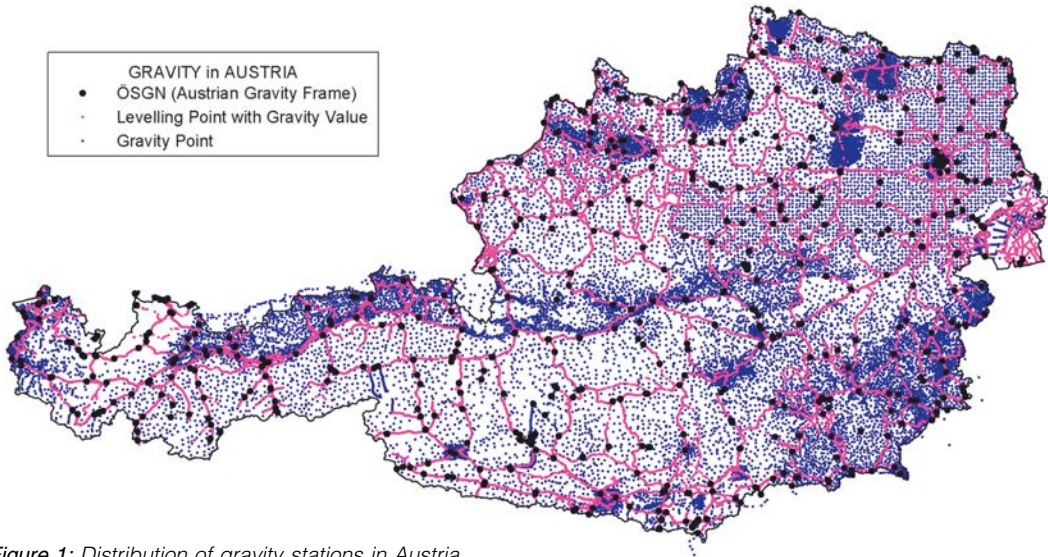 GRAVITY in AUSTRIA
ÖSGN (Austrian Gravity Frame)
Levelling Point with Gravity Value
Gravity Point
Figure 1: Distribution of gravity stations in Austria